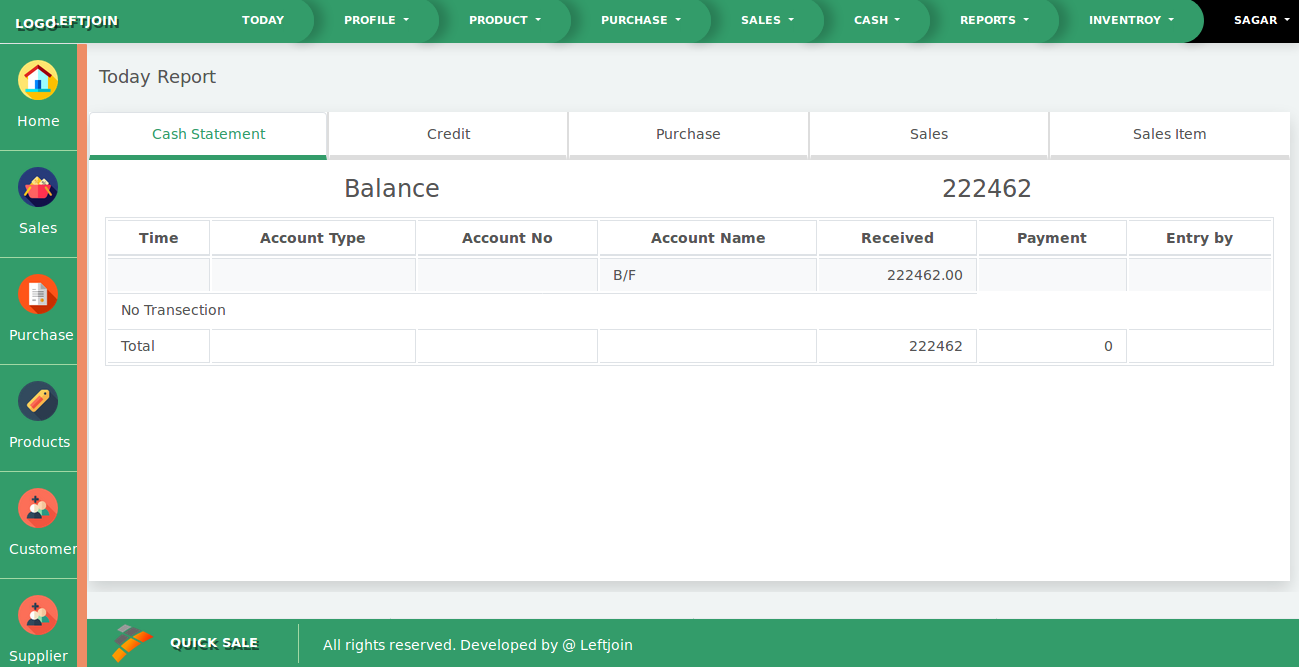 LOGO LEFTJOIN TODAY PROFILE PRODUCT PURCHASE SALES CASH REPORTS INVENTROY SAGAR
Home
Sales
Purchase
Products
Customer
Supplier
Today Report
Cash Statement Credit Purchase Sales Sales Item
Balance 222462
Time Account Type Account No Account Name Received Payment Entry by
B/F 222462.00
No Transection
Total 222462 0
QUICK SALE All rights reserved. Developed by @ Leftjoin